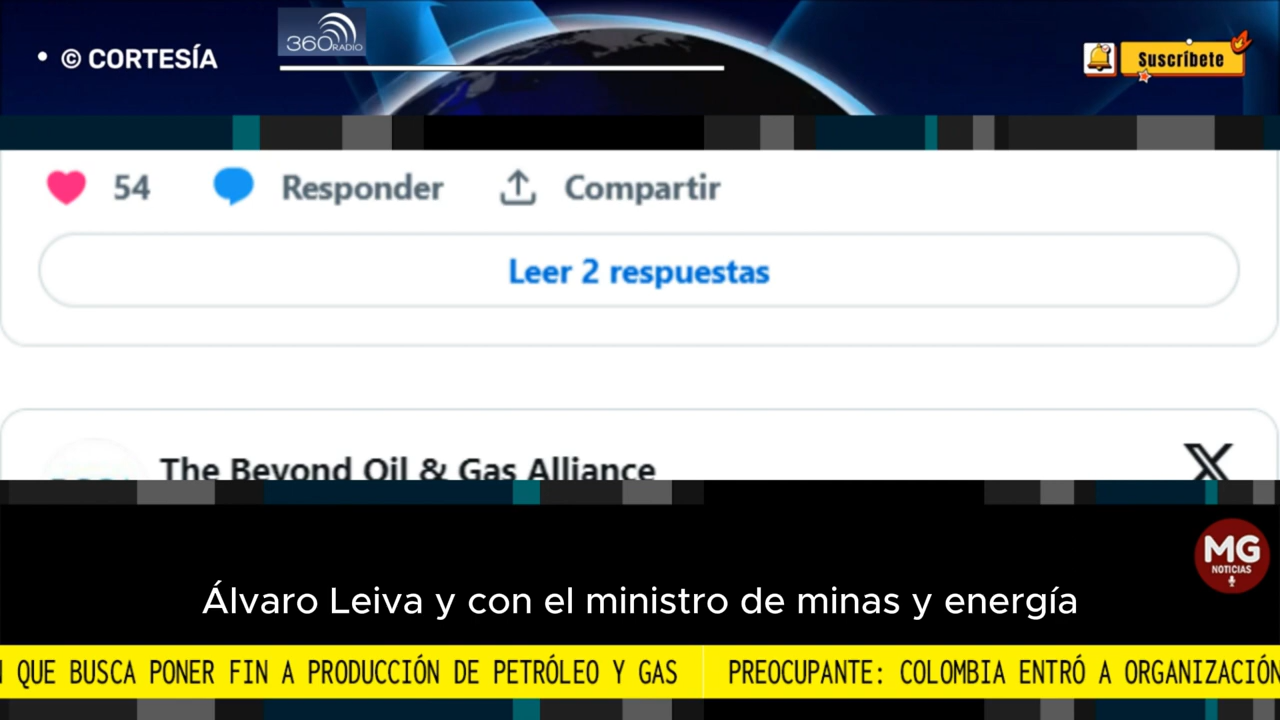 © CORTESÍA
360 RADIO
Suscríbete
54 Responder Compartir
Leer 2 respuestas
The Beyond Oil & Gas Alliance
MG
NOTICIAS
Álvaro Leiva y con el ministro de minas y energía
QUE BUSCA PONER FIN A PRODUCCIÓN DE PETRÓLEO Y GAS PREOCUPANTE: COLOMBIA ENTRÓ A ORGANIZACIÓN